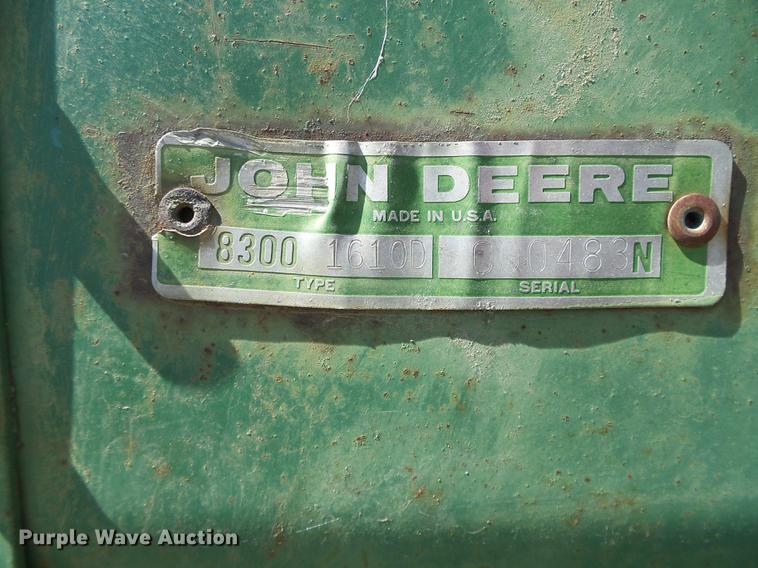 JOHN DEERE
MADE IN U.S.A.
8300 1610D
TYPE SERIAL
Purple Wave Auction